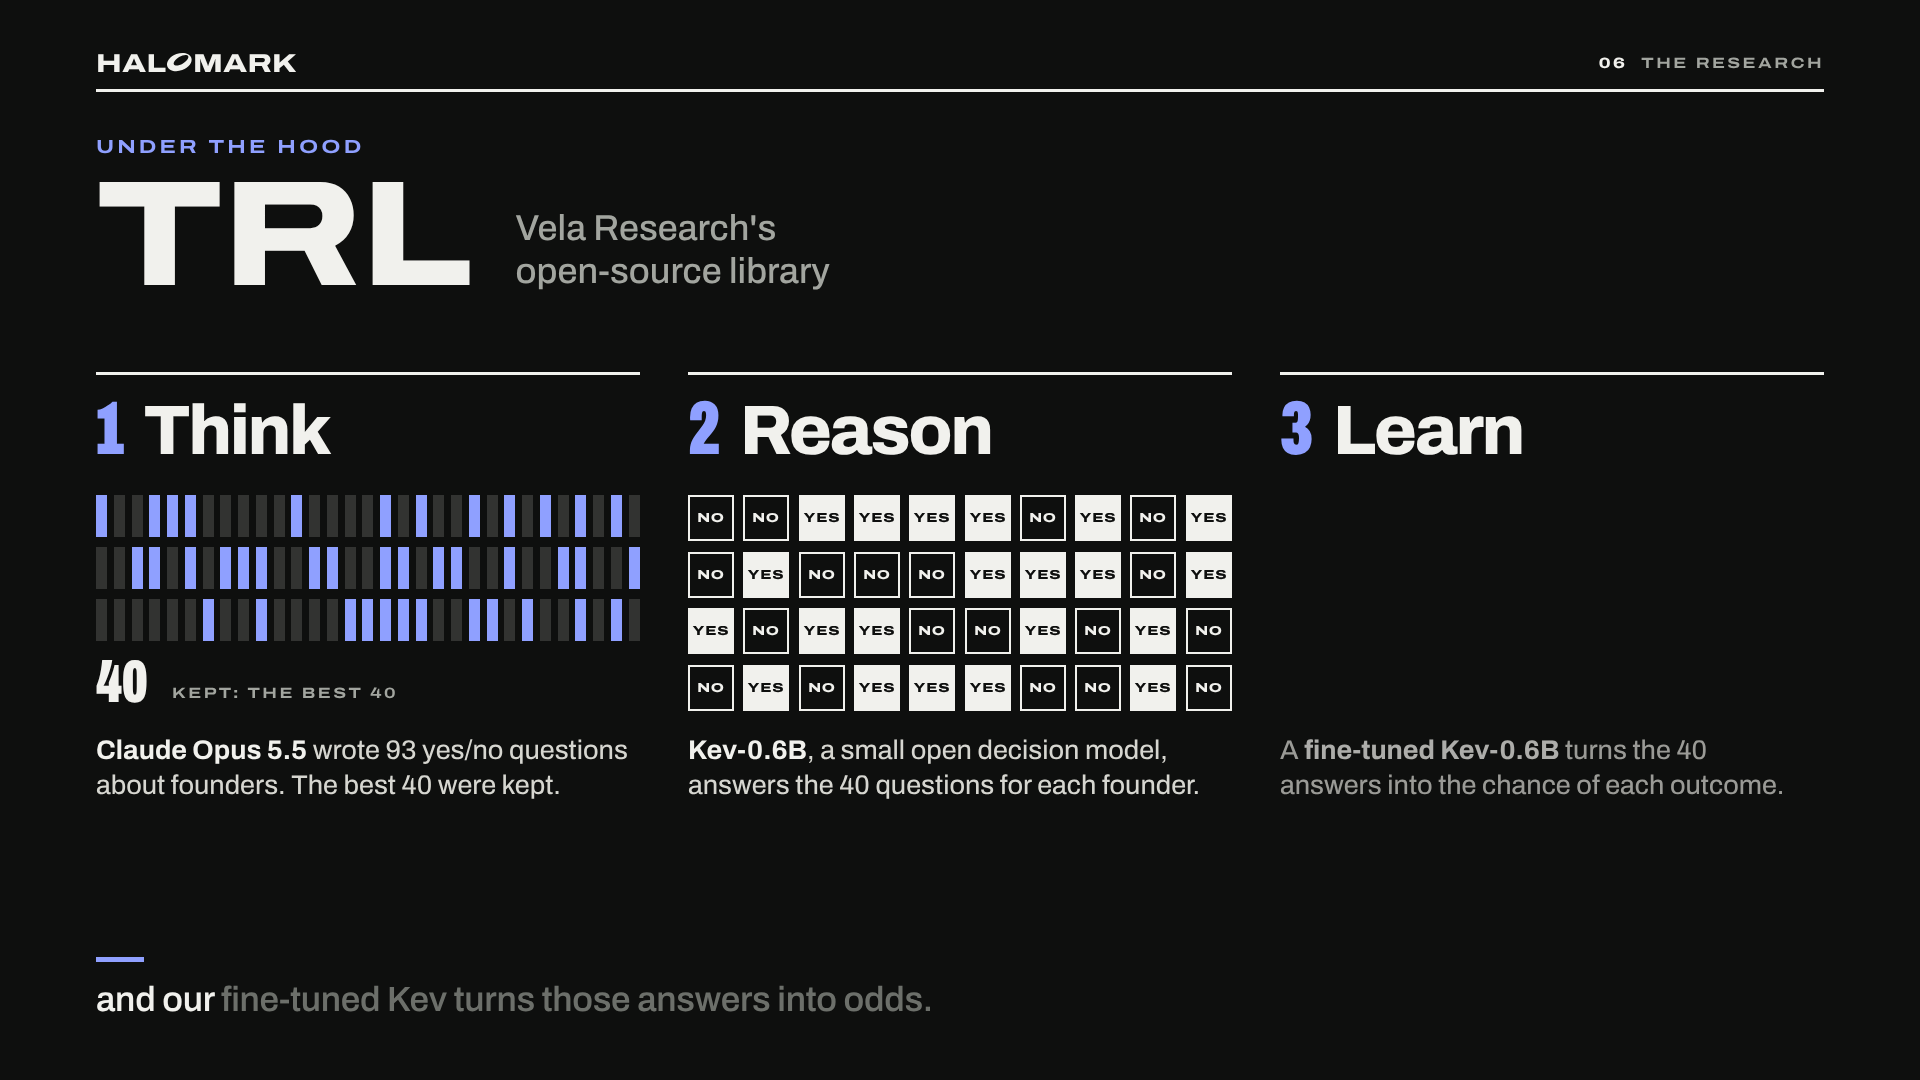 HALOMARK
06 THE RESEARCH
UNDER THE HOOD
TRL
Vela Research's
open-source library
1 Think
40 KEPT: THE BEST 40
Claude Opus 5.5 wrote 93 yes/no questions
about founders. The best 40 were kept.
2 Reason
NO NO YES YES YES YES NO YES NO YES
NO YES NO NO NO YES YES YES NO YES
YES NO YES YES NO NO YES NO YES NO
NO YES NO YES YES YES NO NO YES NO
Kev-0.6B, a small open decision model,
answers the 40 questions for each founder.
3 Learn
A fine-tuned Kev-0.6B turns the 40
answers into the chance of each outcome.
and our fine-tuned Kev turns those answers into odds.